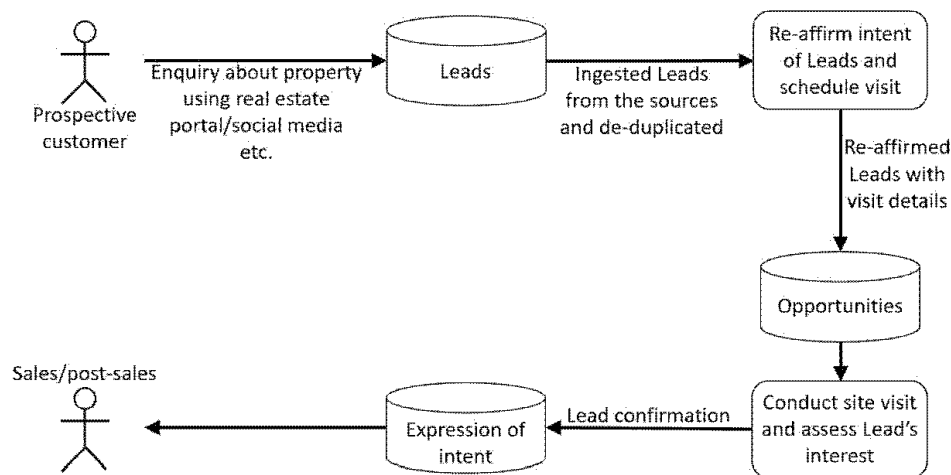 Prospective
customer
Enquiry about property
using real estate
portal/social media
etc.
Leads
Ingested Leads
from the sources
and de-duplicated
Re-affirm intent
of Leads and
schedule visit
Re-affirmed
Leads with
visit details
Opportunities
Conduct site visit
and assess Lead's
interest
Lead confirmation
Expression of
intent
Sales/post-sales